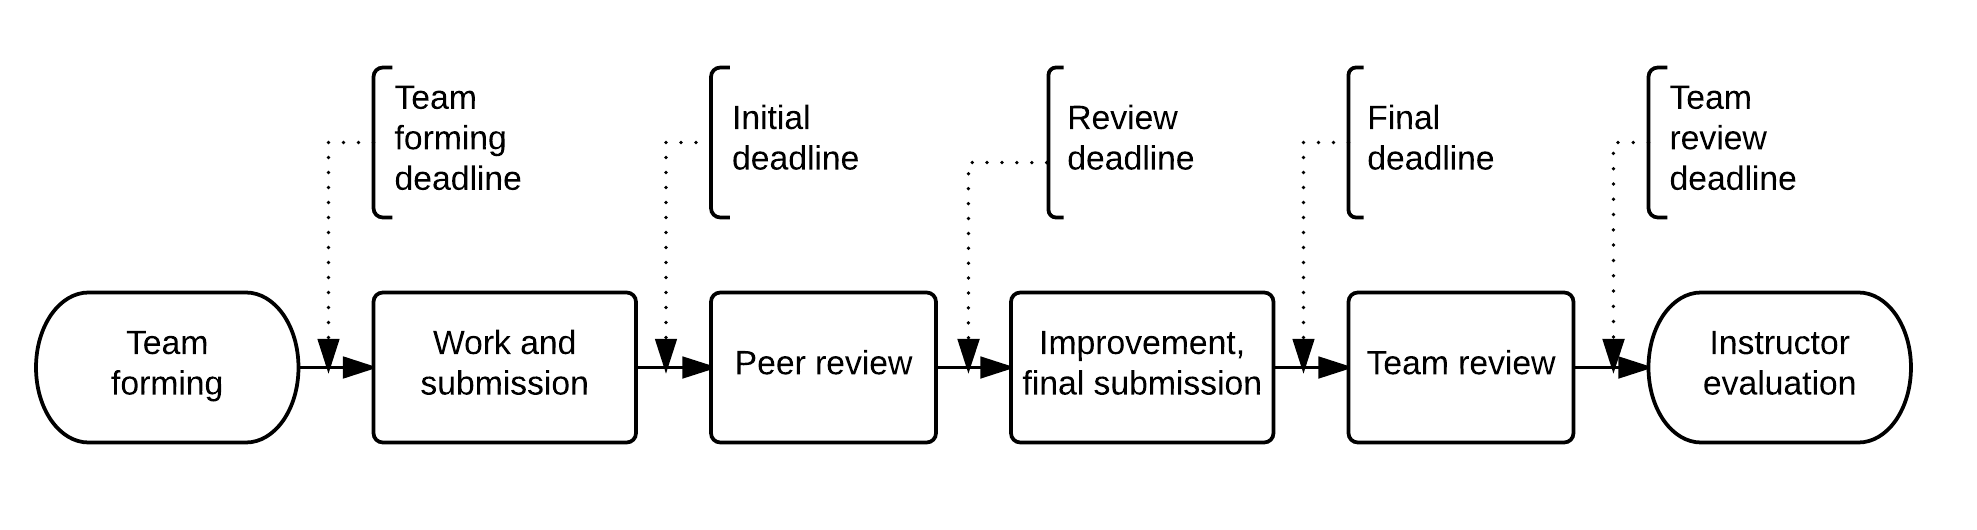 Team
forming
deadline
Initial
deadline
Review
deadline
Final
deadline
Team
review
deadline
Team
forming
Work and
submission
Peer review
Improvement,
final submission
Team review
Instructor
evaluation